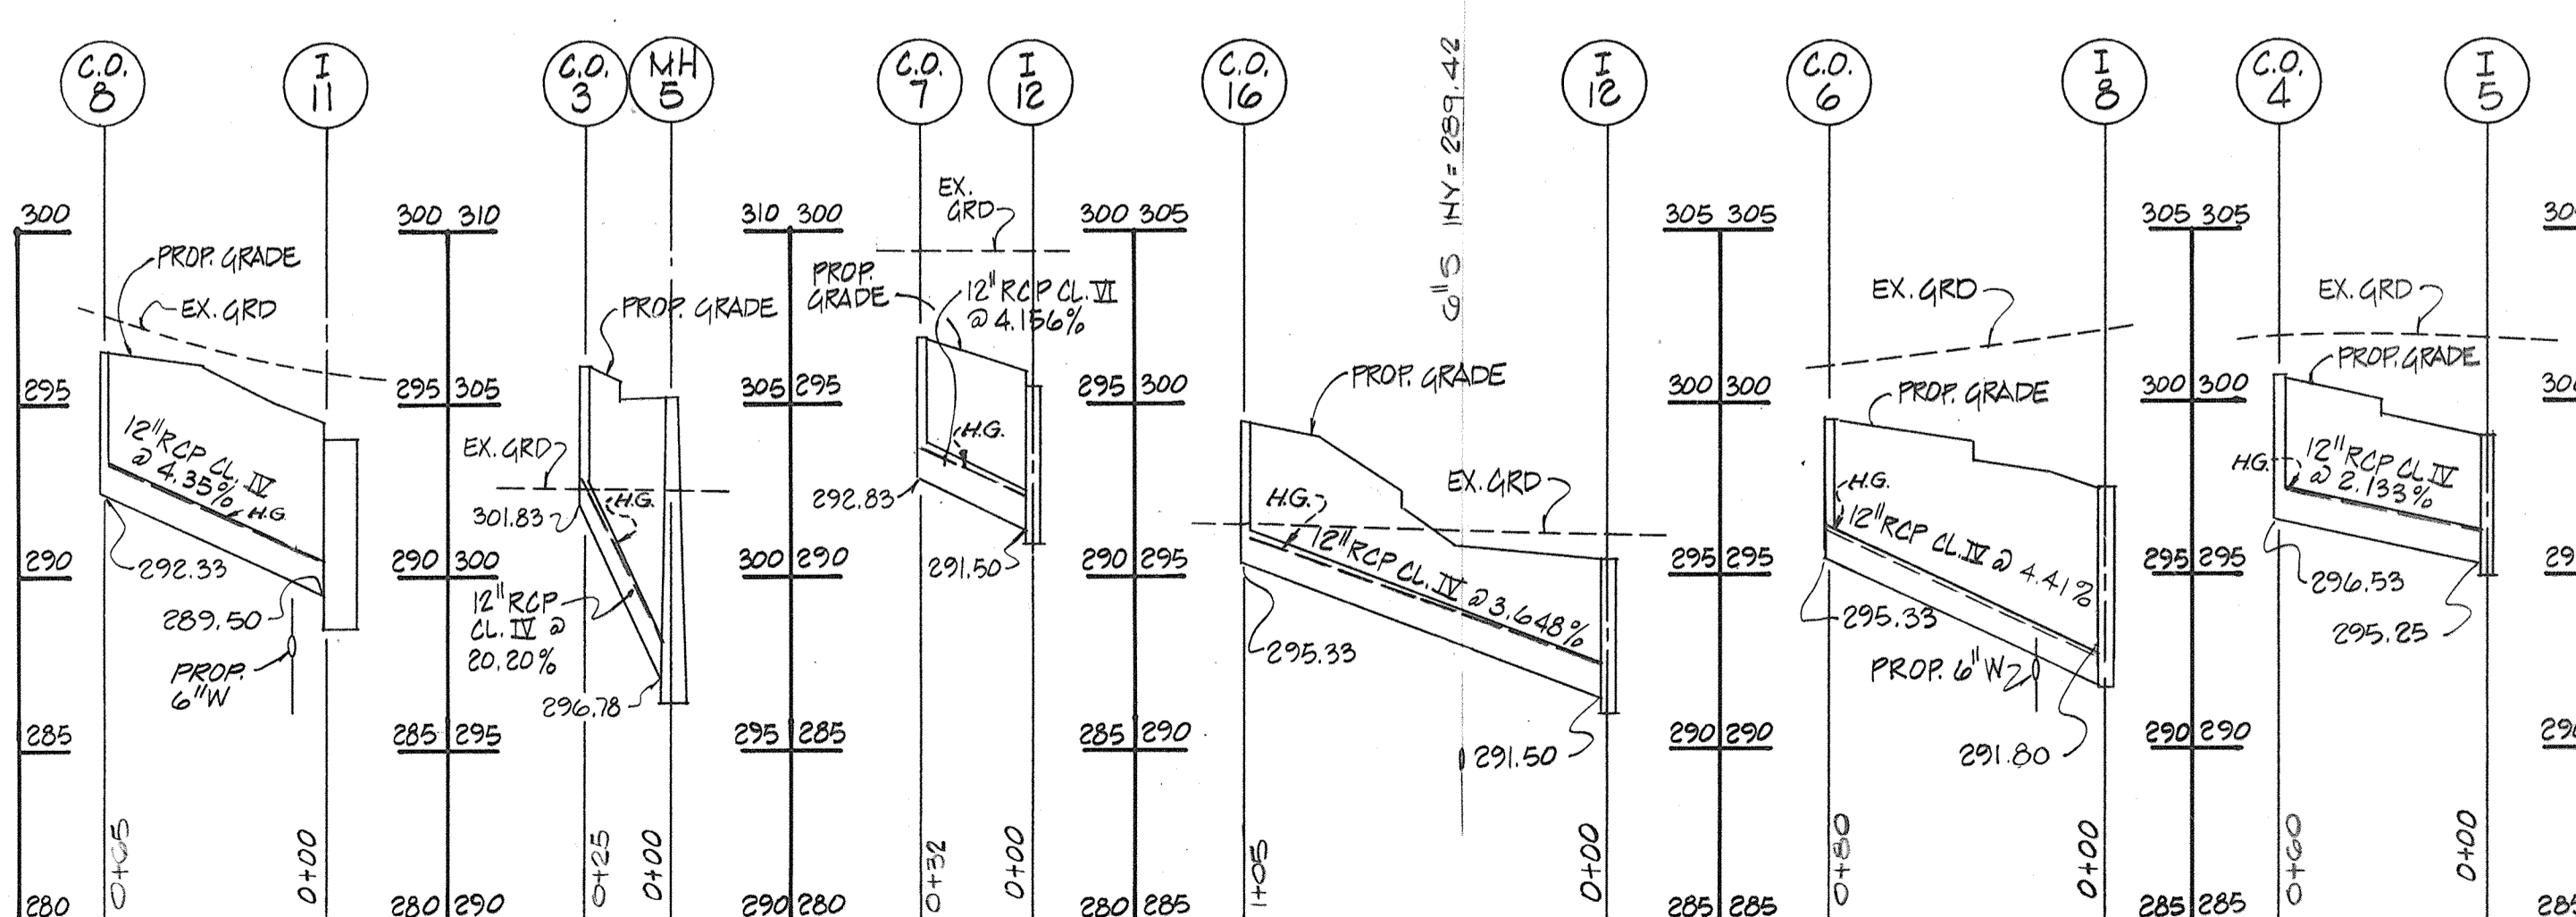 C.O.
8
I
11
C.O.
3
MH
5
C.O.
7
I
12
C.O.
16
6"S INV = 289.42
I
12
C.O.
6
I
8
C.O.
4
I
5
300
295
290
285
280
PROP. GRADE
EX. GRD
12" RCP CL. IV
@ 4.35%
H.G.
292.33
289.50
PROP.
6"W
0+65
0+00
300 310
295 305
290 300
285 295
280 290
PROP. GRADE
EX. GRD
H.G.
301.83
12" RCP
CL. IV @
20.20%
296.78
0+25
0+00
310 300
305 295
300 290
295 285
290 280
EX.
GRD
PROP.
GRADE
12" RCP CL. VI
@ 4.156%
H.G.
292.83
291.50
0+32
0+00
300 305
295 300
290 295
285 290
280 285
PROP. GRADE
EX. GRD
H.G.
12" RCP CL. IV @ 3.648%
295.33
291.50
1+05
0+00
305 305
300 300
295 295
290 290
285 285
EX. GRD
PROP. GRADE
H.G.
12" RCP CL. IV @ 4.41%
295.33
PROP. 6"W
291.80
0+80
0+00
305 305
300 300
295 295
290 290
285 285
EX. GRD
PROP. GRADE
H.G.
12" RCP CL. IV
@ 2.133%
296.53
295.25
0+60
0+00